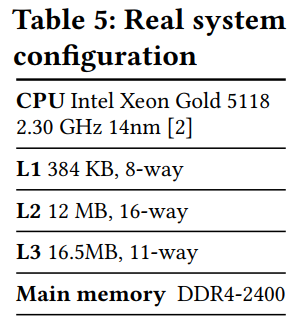 Table 5: Real system
configuration
CPU Intel Xeon Gold 5118
2.30 GHz 14nm [2]
L1 384 KB, 8-way
L2 12 MB, 16-way
L3 16.5MB, 11-way
Main memory DDR4-2400